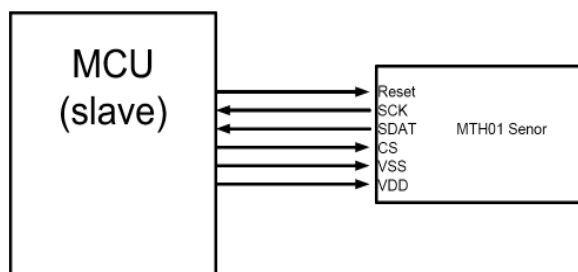 MCU
(slave)
Reset
SCK
SDAT
CS
VSS
VDD
MTH01 Senor